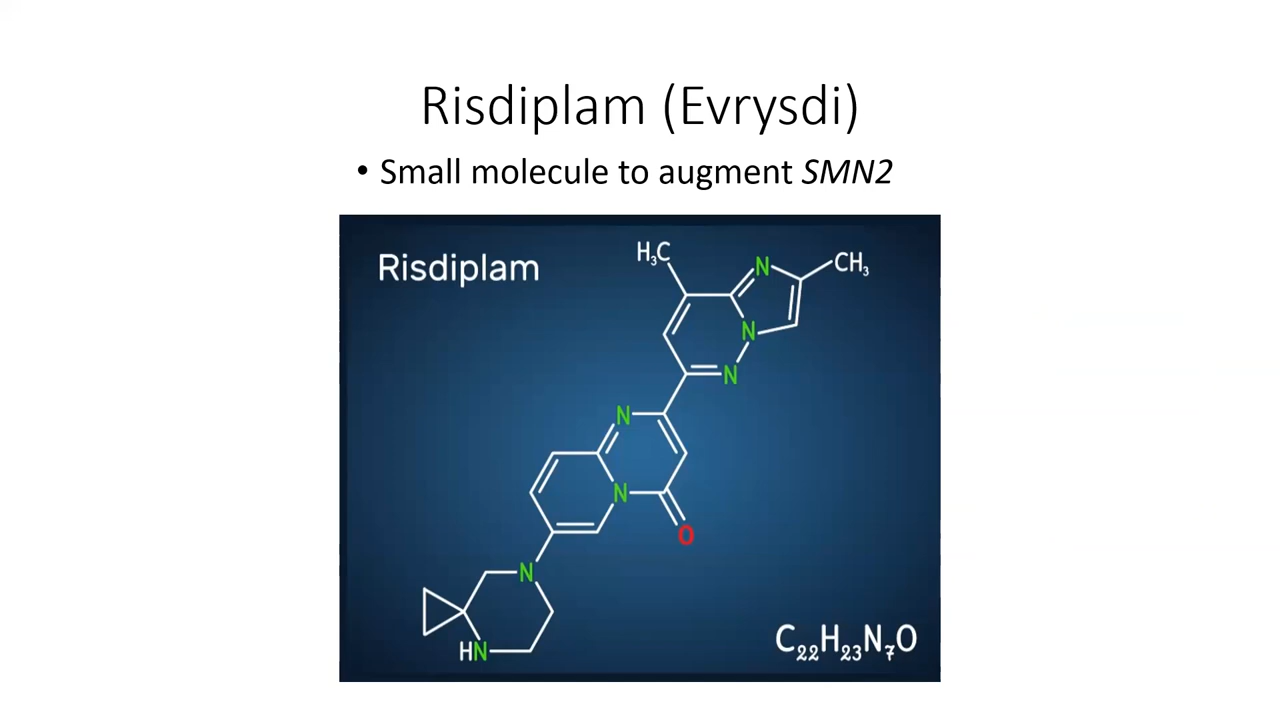 Risdiplam (Evrysdi)
• Small molecule to augment SMN2
Risdiplam
H₃C
N
CH₃
N
N
N
N
O
N
HN
C₂₂H₂₃N₇O